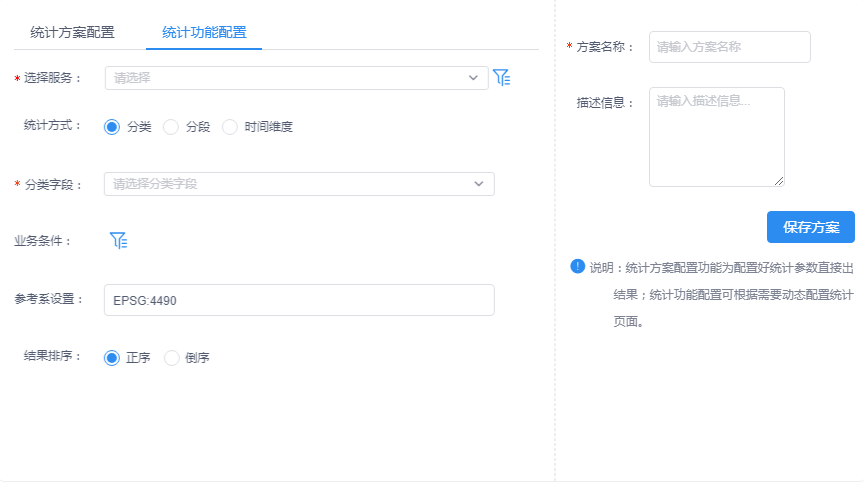 统计方案配置 统计功能配置
* 选择服务： 请选择
统计方式： 分类 分段 时间维度
* 分类字段： 请选择分类字段
业务条件：
参考系设置： EPSG:4490
结果排序： 正序 倒序
* 方案名称： 请输入方案名称
描述信息： 请输入描述信息...
保存方案
! 说明：统计方案配置功能为配置好统计参数直接出
结果；统计功能配置可根据需要动态配置统计
页面。